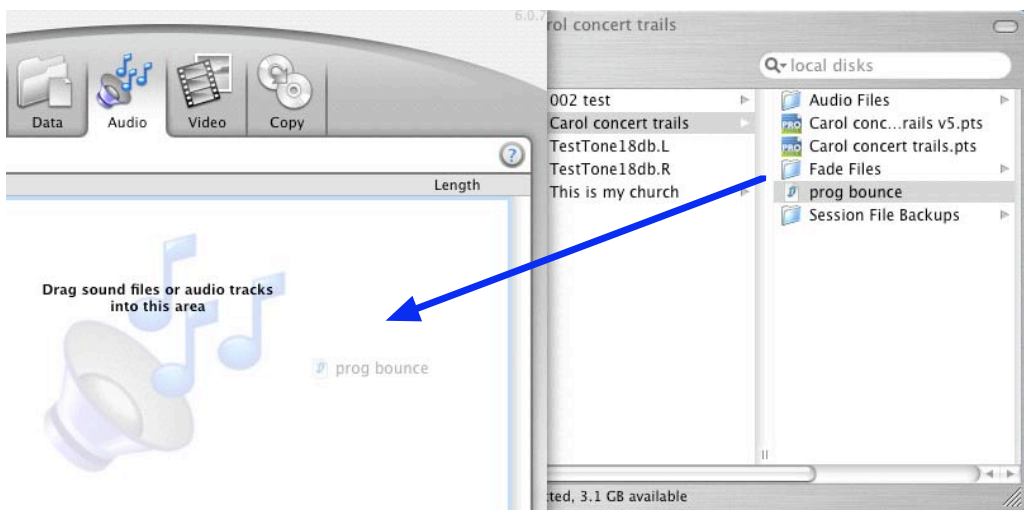 6.0.7
Data
Audio
Video
Copy
?
Length
Drag sound files or audio tracks
into this area
prog bounce
rol concert trails
local disks
002 test
Carol concert trails
TestTone18db.L
TestTone18db.R
This is my church
Audio Files
PRO Carol conc...rails v5.pts
PRO Carol concert trails.pts
Fade Files
prog bounce
Session File Backups
ted, 3.1 GB available